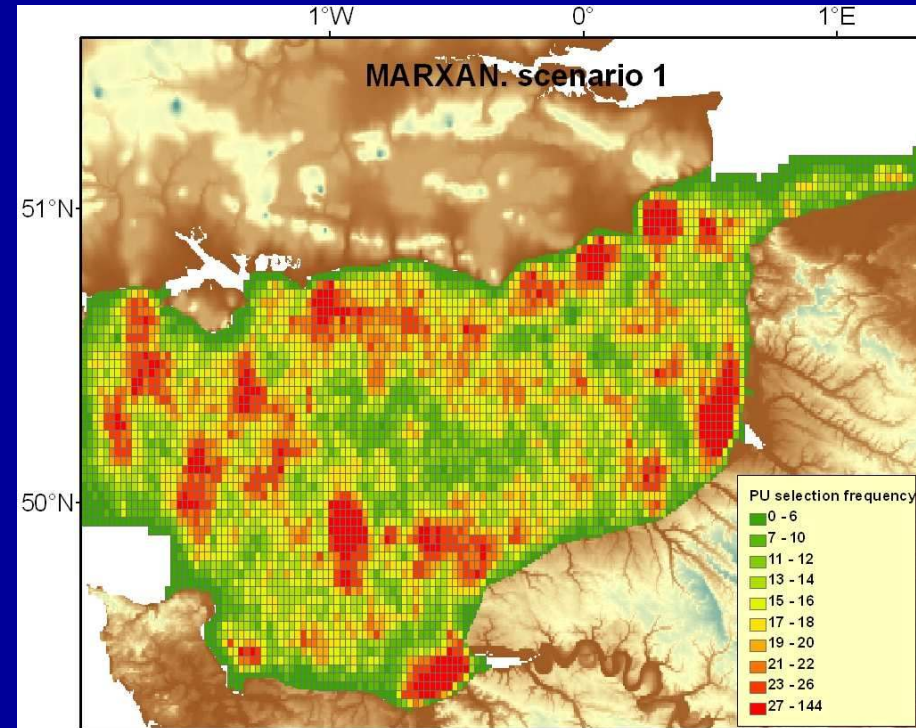 1°W 0° 1°E
MARXAN. scenario 1
51°N
50°N
PU selection frequency
0 - 6
7 - 10
11 - 12
13 - 14
15 - 16
17 - 18
19 - 20
21 - 22
23 - 26
27 - 144